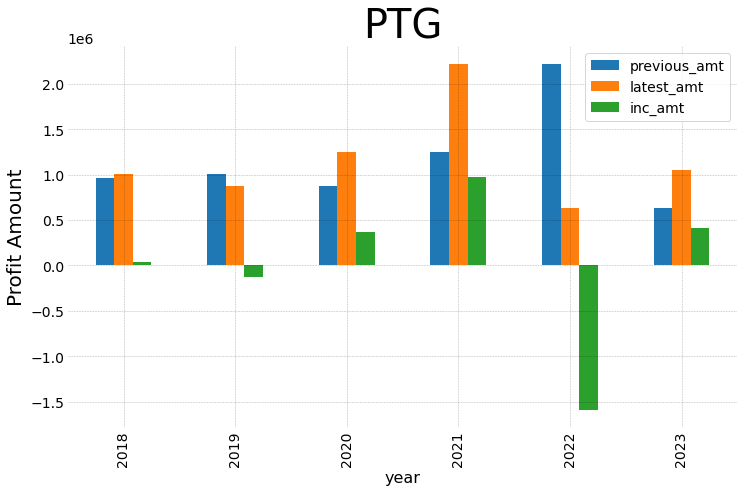 PTG
1e6
previous_amt
latest_amt
inc_amt
2.0
1.5
1.0
0.5
0.0
−0.5
−1.0
−1.5
Profit Amount
2018
2019
2020
2021
2022
2023
year